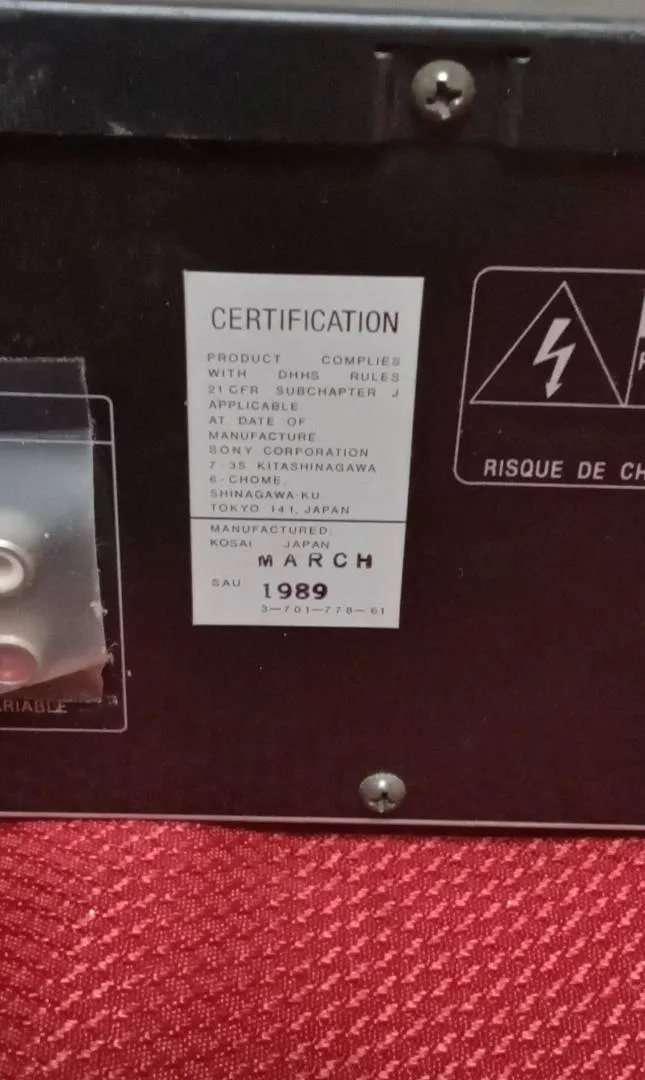 CERTIFICATION
PRODUCT COMPLIES
WITH DHHS RULES
21 CFR SUBCHAPTER J
APPLICABLE
AT DATE OF
MANUFACTURE.
SONY CORPORATION
7-35 KITASHINAGAWA
6-CHOME,
SHINAGAWA-KU
TOKYO 141, JAPAN
MANUFACTURED:
KOSAI JAPAN
MARCH
SAU 1989
3-701-778-61
RISQUE DE CH
ARIABLE